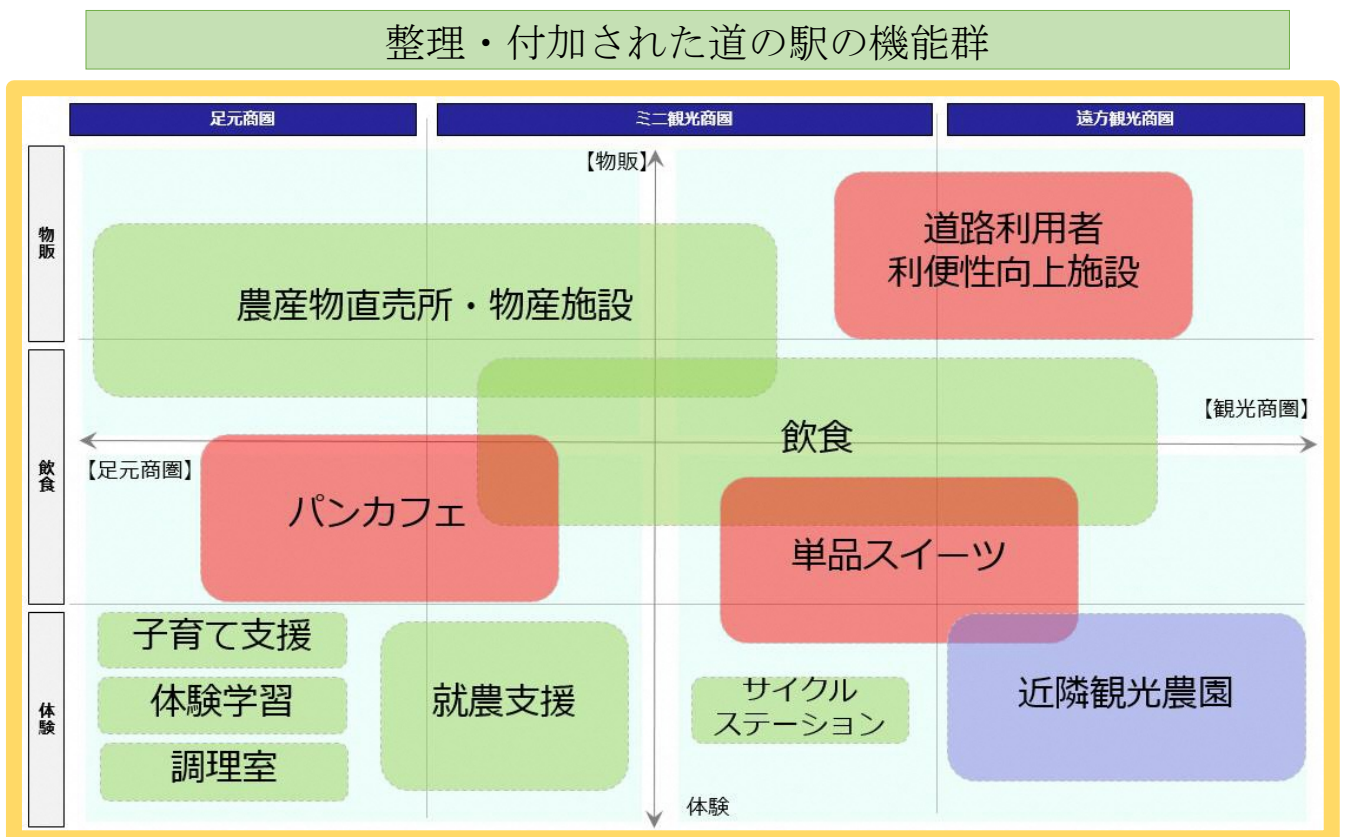 整理・付加された道の駅の機能群
足元商圏
ミニ観光商圏
遠方観光商圏
【物販】
物販
道路利用者
利便性向上施設
農産物直売所・物産施設
【観光商圏】
飲食
飲食
【足元商圏】
パンカフェ
単品スイーツ
子育て支援
体験学習
調理室
就農支援
サイクル
ステーション
近隣観光農園
体験
体験